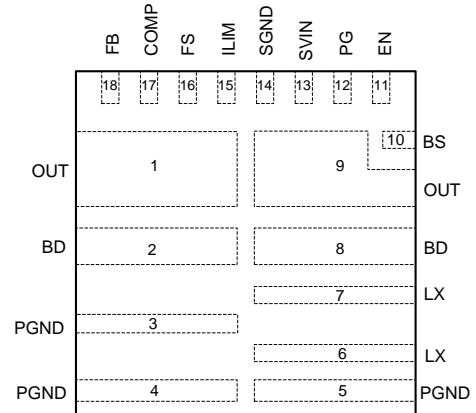 FB COMP FS ILIM SGND SVIN PG EN
18 17 16 15 14 13 12 11
10 BS
OUT 1 9
OUT
BD 2 8 BD
7 LX
PGND 3
6 LX
PGND 4 5 PGND